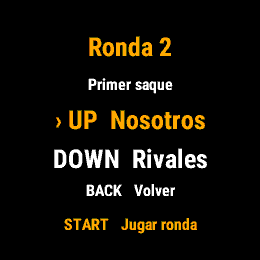 Ronda 2
Primer saque
› UP Nosotros
DOWN Rivales
BACK Volver
START Jugar ronda